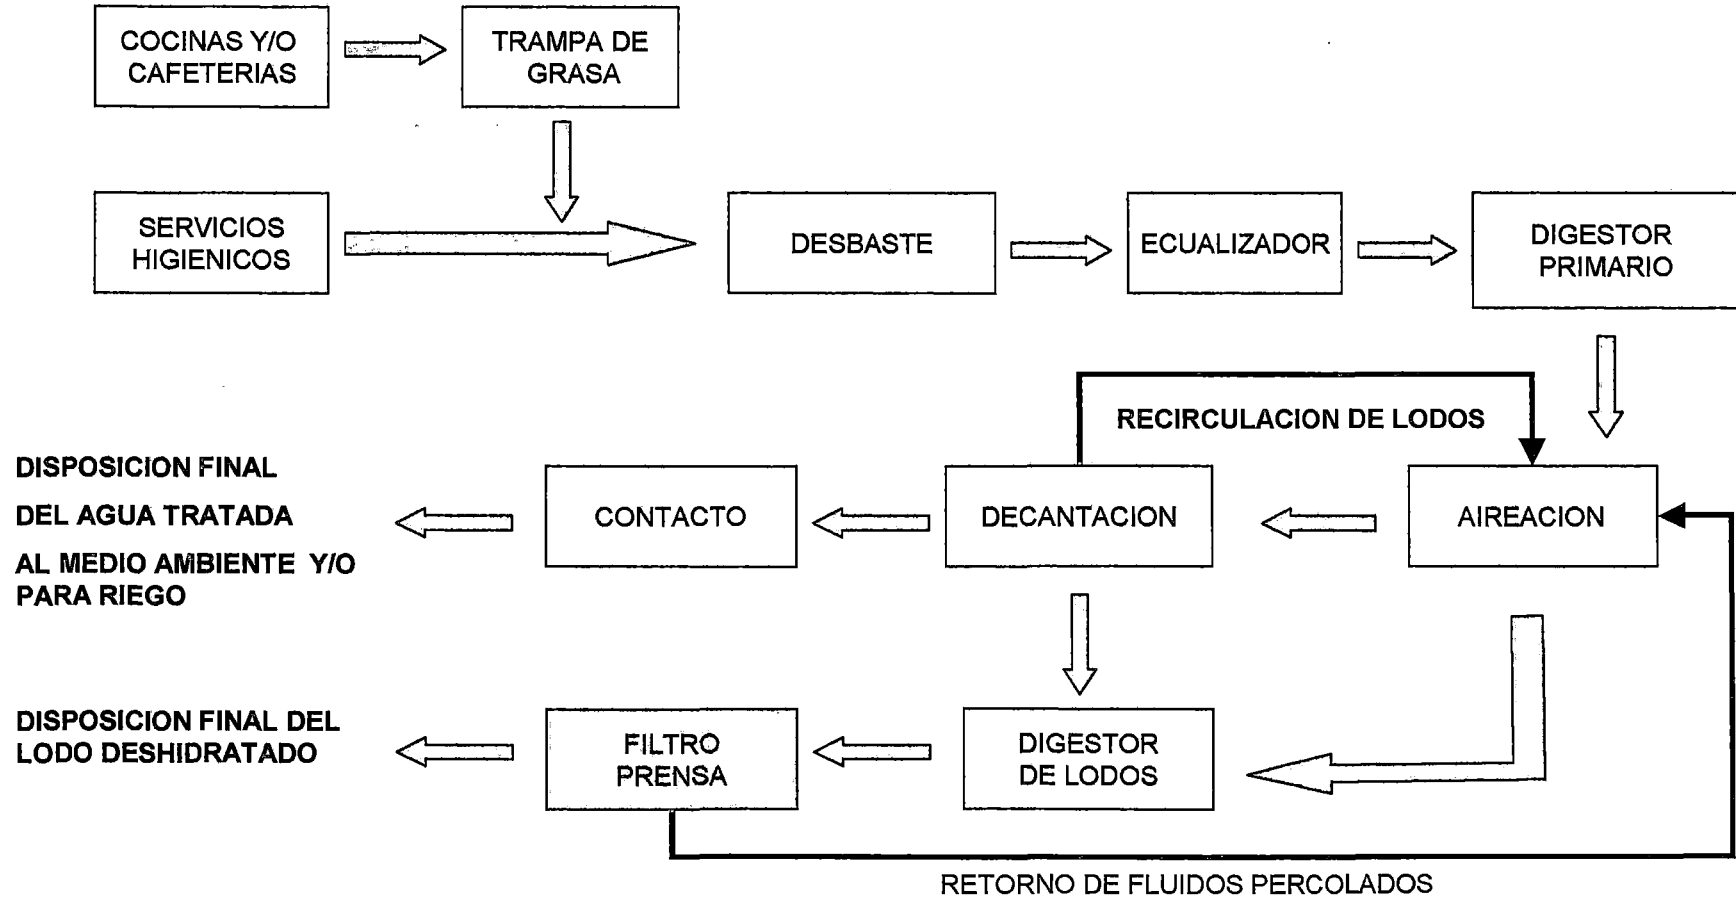 COCINAS Y/O
CAFETERIAS
TRAMPA DE
GRASA
SERVICIOS
HIGIENICOS
DESBASTE
ECUALIZADOR
DIGESTOR
PRIMARIO
RECIRCULACION DE LODOS
DISPOSICION FINAL
DEL AGUA TRATADA
AL MEDIO AMBIENTE Y/O
PARA RIEGO
CONTACTO
DECANTACION
AIREACION
DISPOSICION FINAL DEL
LODO DESHIDRATADO
FILTRO
PRENSA
DIGESTOR
DE LODOS
RETORNO DE FLUIDOS PERCOLADOS